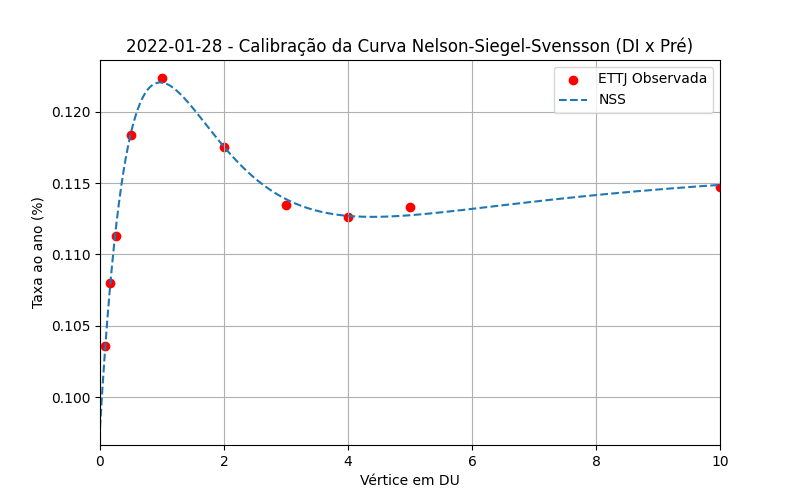 2022-01-28 - Calibração da Curva Nelson-Siegel-Svensson (DI x Pré)
ETTJ Observada
NSS
Taxa ao ano (%)
0.120
0.115
0.110
0.105
0.100
0 2 4 6 8 10
Vértice em DU